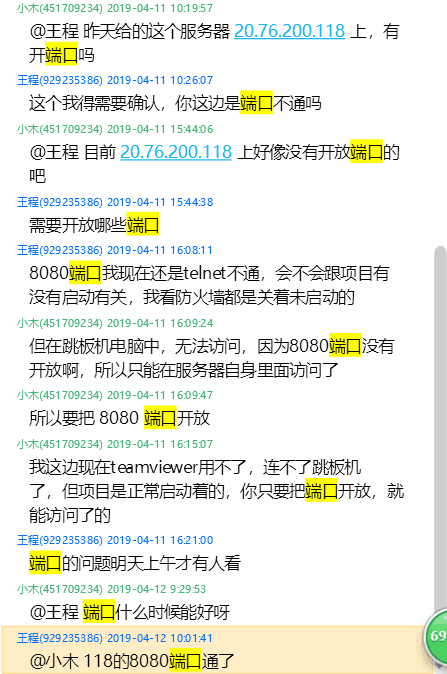 小木(451709234) 2019-04-11 10:19:57
@王程 昨天给的这个服务器 20.76.200.118 上，有
开端口吗
王程(929235386) 2019-04-11 10:26:07
这个我得需要确认，你这边是端口不通吗
小木(451709234) 2019-04-11 15:44:06
@王程 目前 20.76.200.118 上好像没有开放端口的
吧
王程(929235386) 2019-04-11 15:44:38
需要开放哪些端口
王程(929235386) 2019-04-11 16:08:11
8080端口我现在还是telnet不通，会不会跟项目有
没有启动有关，我看防火墙都是关着未启动的
小木(451709234) 2019-04-11 16:09:24
但在跳板机电脑中，无法访问，因为8080端口没有
开放啊，所以只能在服务器自身里面访问了
小木(451709234) 2019-04-11 16:09:47
所以要把 8080 端口开放
小木(451709234) 2019-04-11 16:15:07
我这边现在teamviewer用不了，连不了跳板机
了，但项目是正常启动着的，你只要把端口开放，就
能访问了的
王程(929235386) 2019-04-11 16:21:00
端口的问题明天上午才有人看
小木(451709234) 2019-04-12 9:29:53
@王程 端口什么时候能好呀
王程(929235386) 2019-04-12 10:01:41
@小木 118的8080端口通了
69